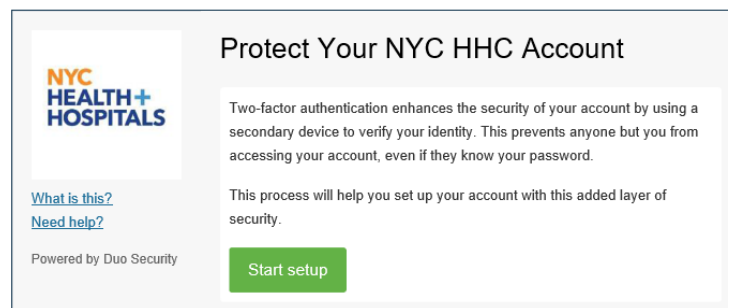 NYC
HEALTH+
HOSPITALS
What is this?
Need help?
Powered by Duo Security
Protect Your NYC HHC Account
Two-factor authentication enhances the security of your account by using a
secondary device to verify your identity. This prevents anyone but you from
accessing your account, even if they know your password.
This process will help you set up your account with this added layer of
security.
Start setup